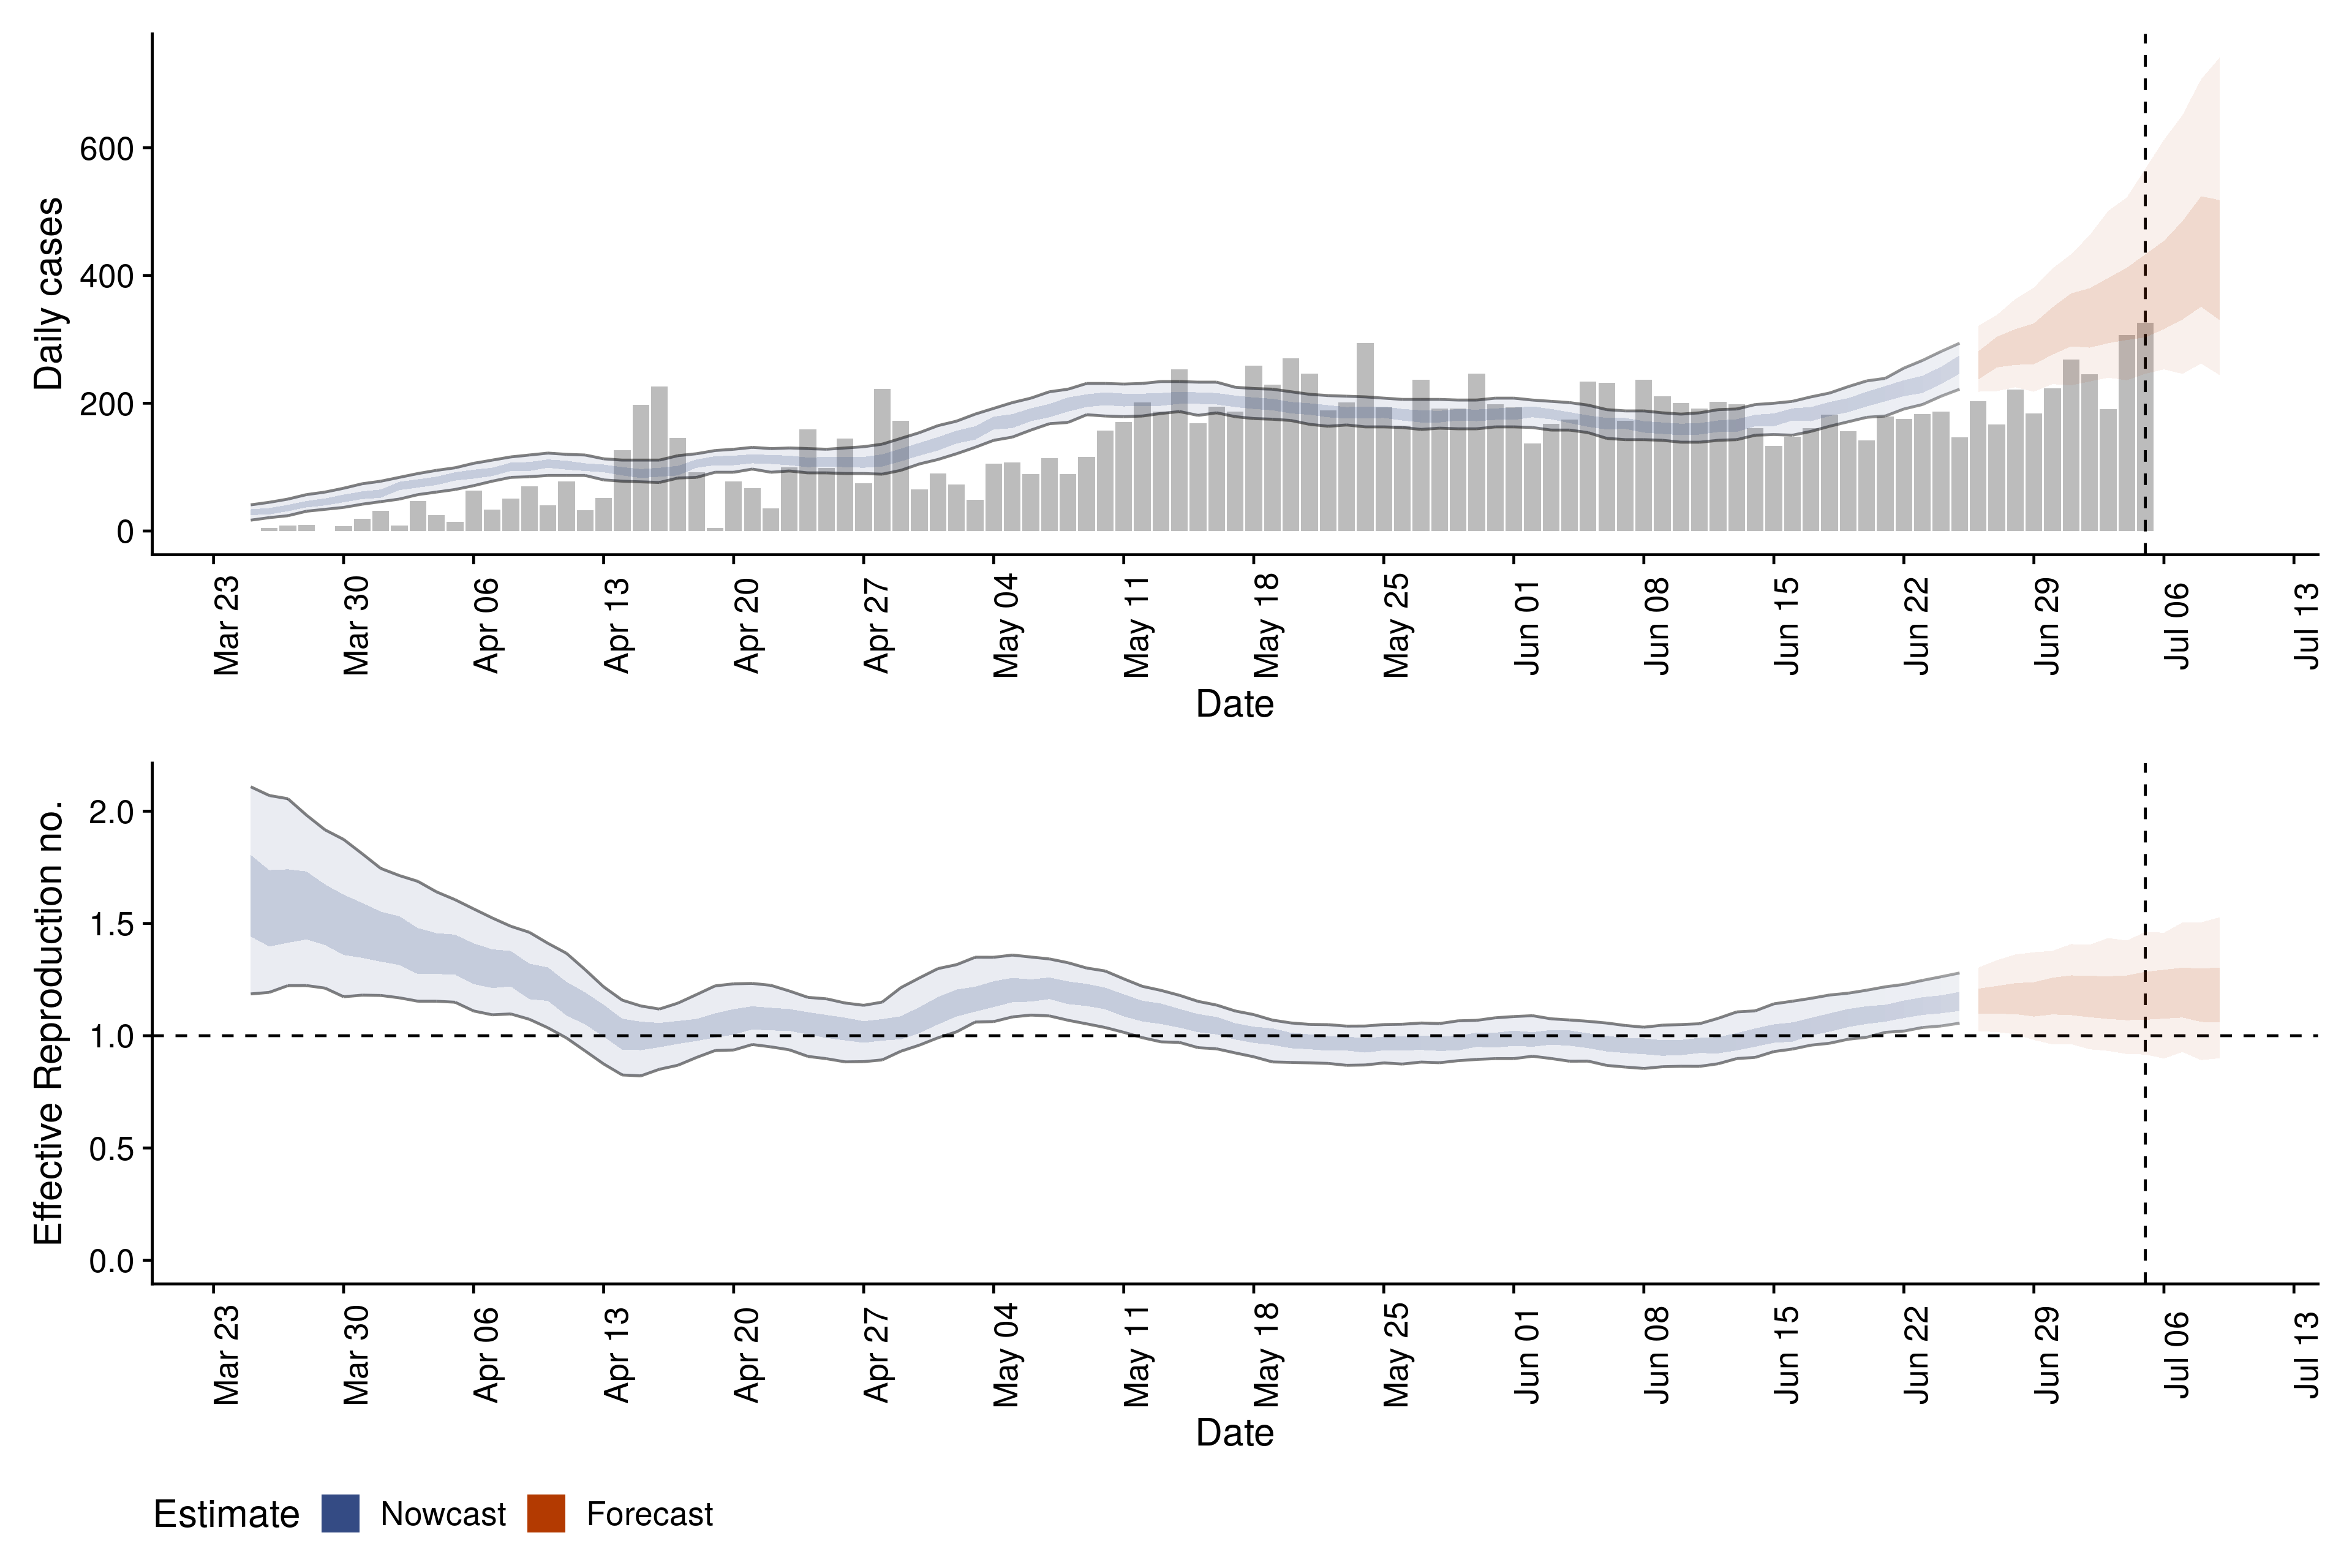 Daily cases
600
400
200
0
Mar 23
Mar 30
Apr 06
Apr 13
Apr 20
Apr 27
May 04
May 11
May 18
May 25
Jun 01
Jun 08
Jun 15
Jun 22
Jun 29
Jul 06
Jul 13
Date
Effective Reproduction no.
2.0
1.5
1.0
0.5
0.0
Mar 23
Mar 30
Apr 06
Apr 13
Apr 20
Apr 27
May 04
May 11
May 18
May 25
Jun 01
Jun 08
Jun 15
Jun 22
Jun 29
Jul 06
Jul 13
Date
Estimate Nowcast Forecast